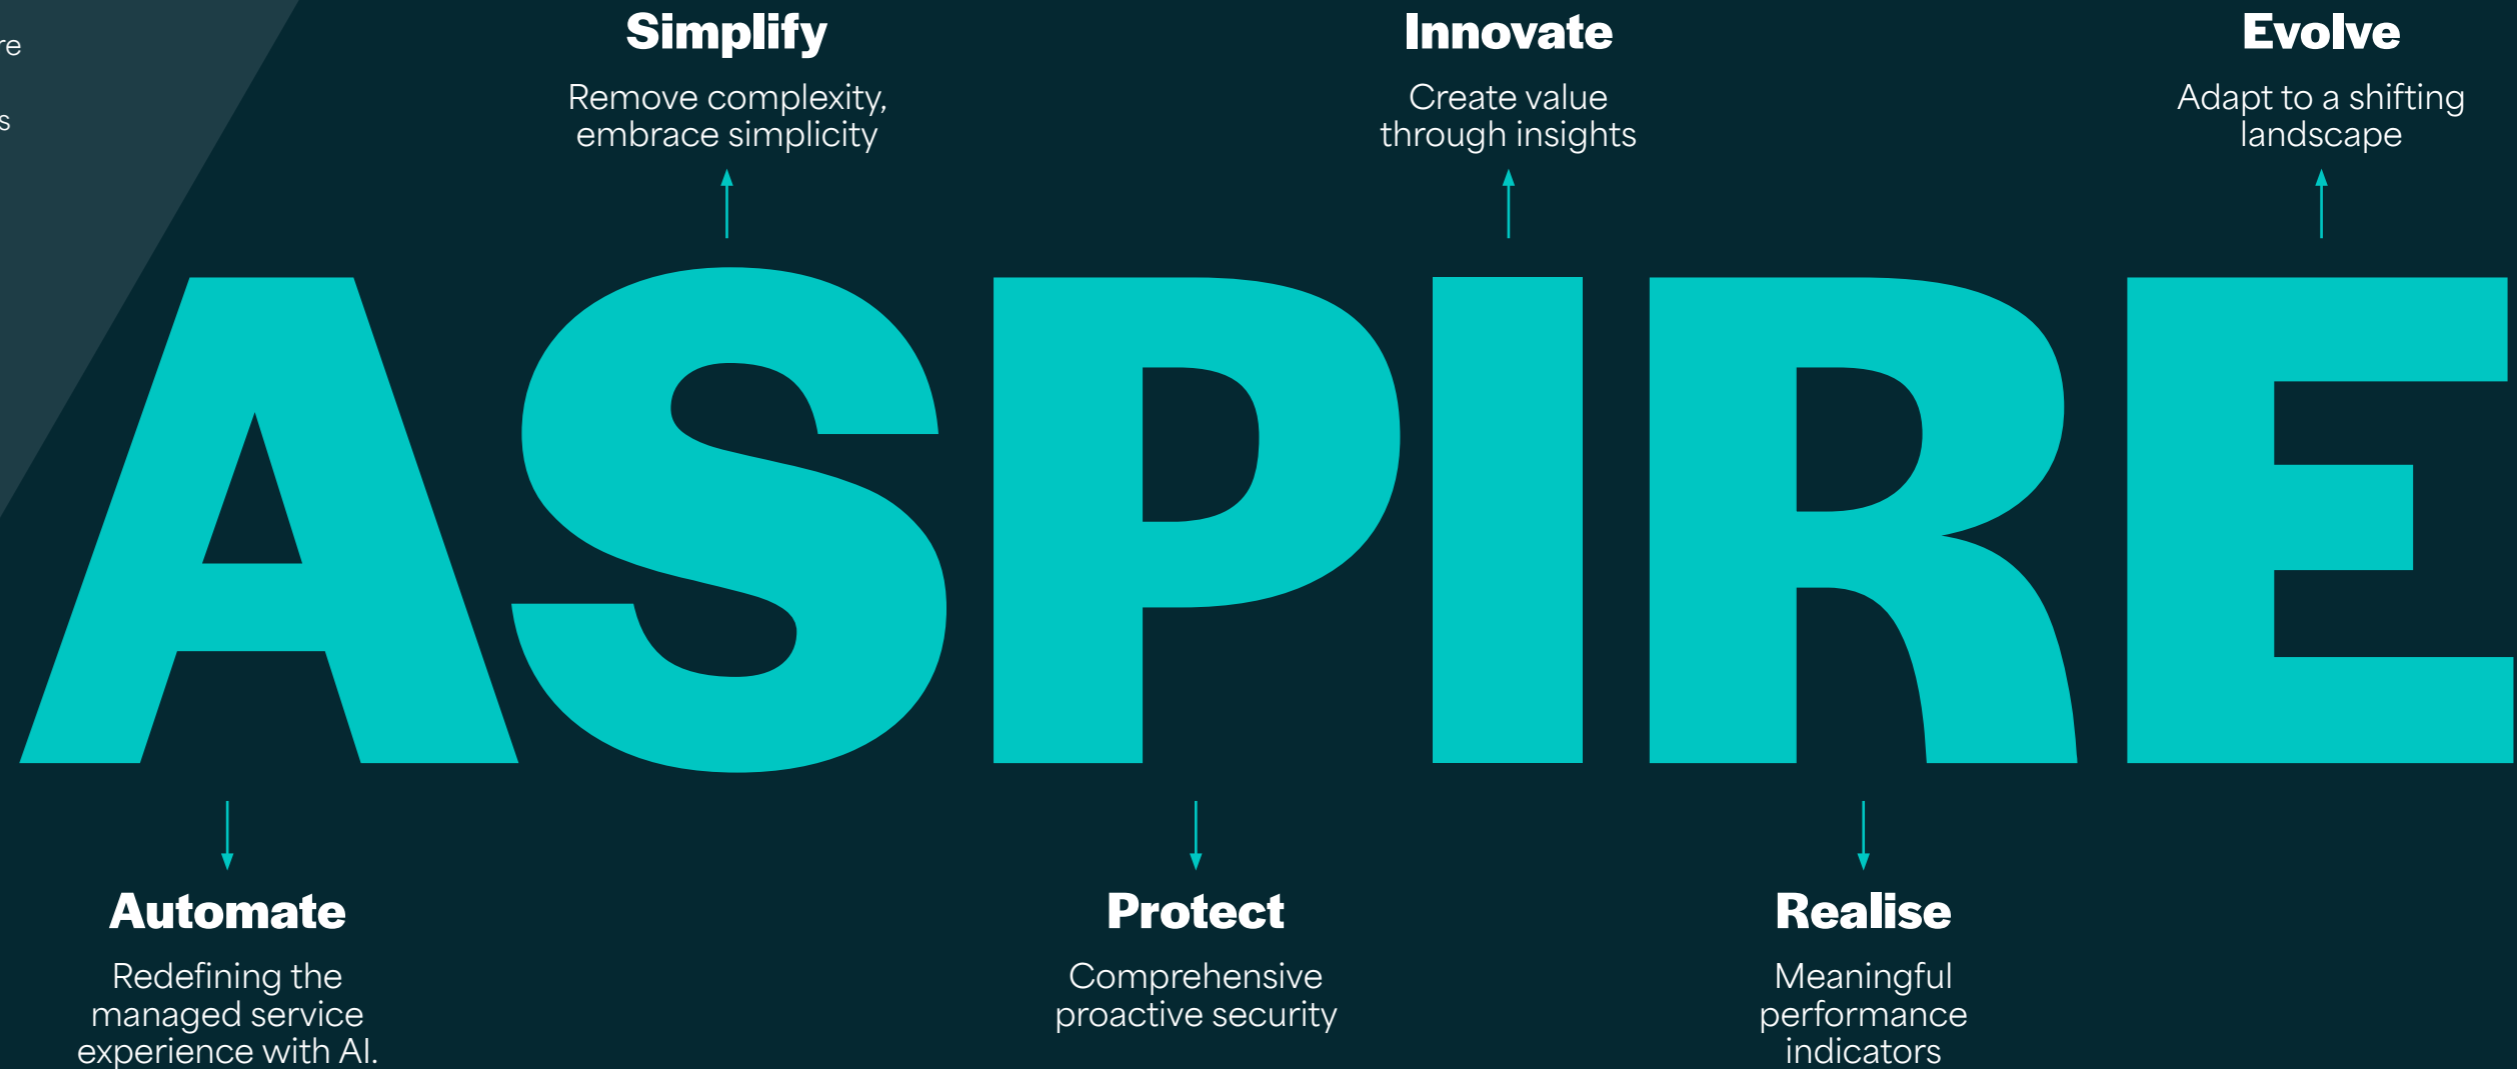 Simplify
Remove complexity,
embrace simplicity
Innovate
Create value
through insights
Evolve
Adapt to a shifting
landscape
ASPIRE
Automate
Redefining the
managed service
experience with AI.
Protect
Comprehensive
proactive security
Realise
Meaningful
performance
indicators